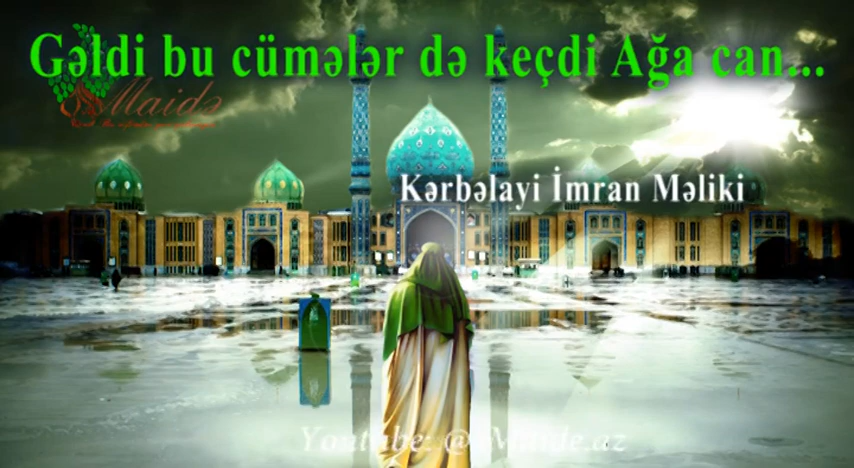 Gəldi bu cümələr də keçdi Ağa can...
Maidə
Kərbəlayi İmran Məliki
Youtube: @